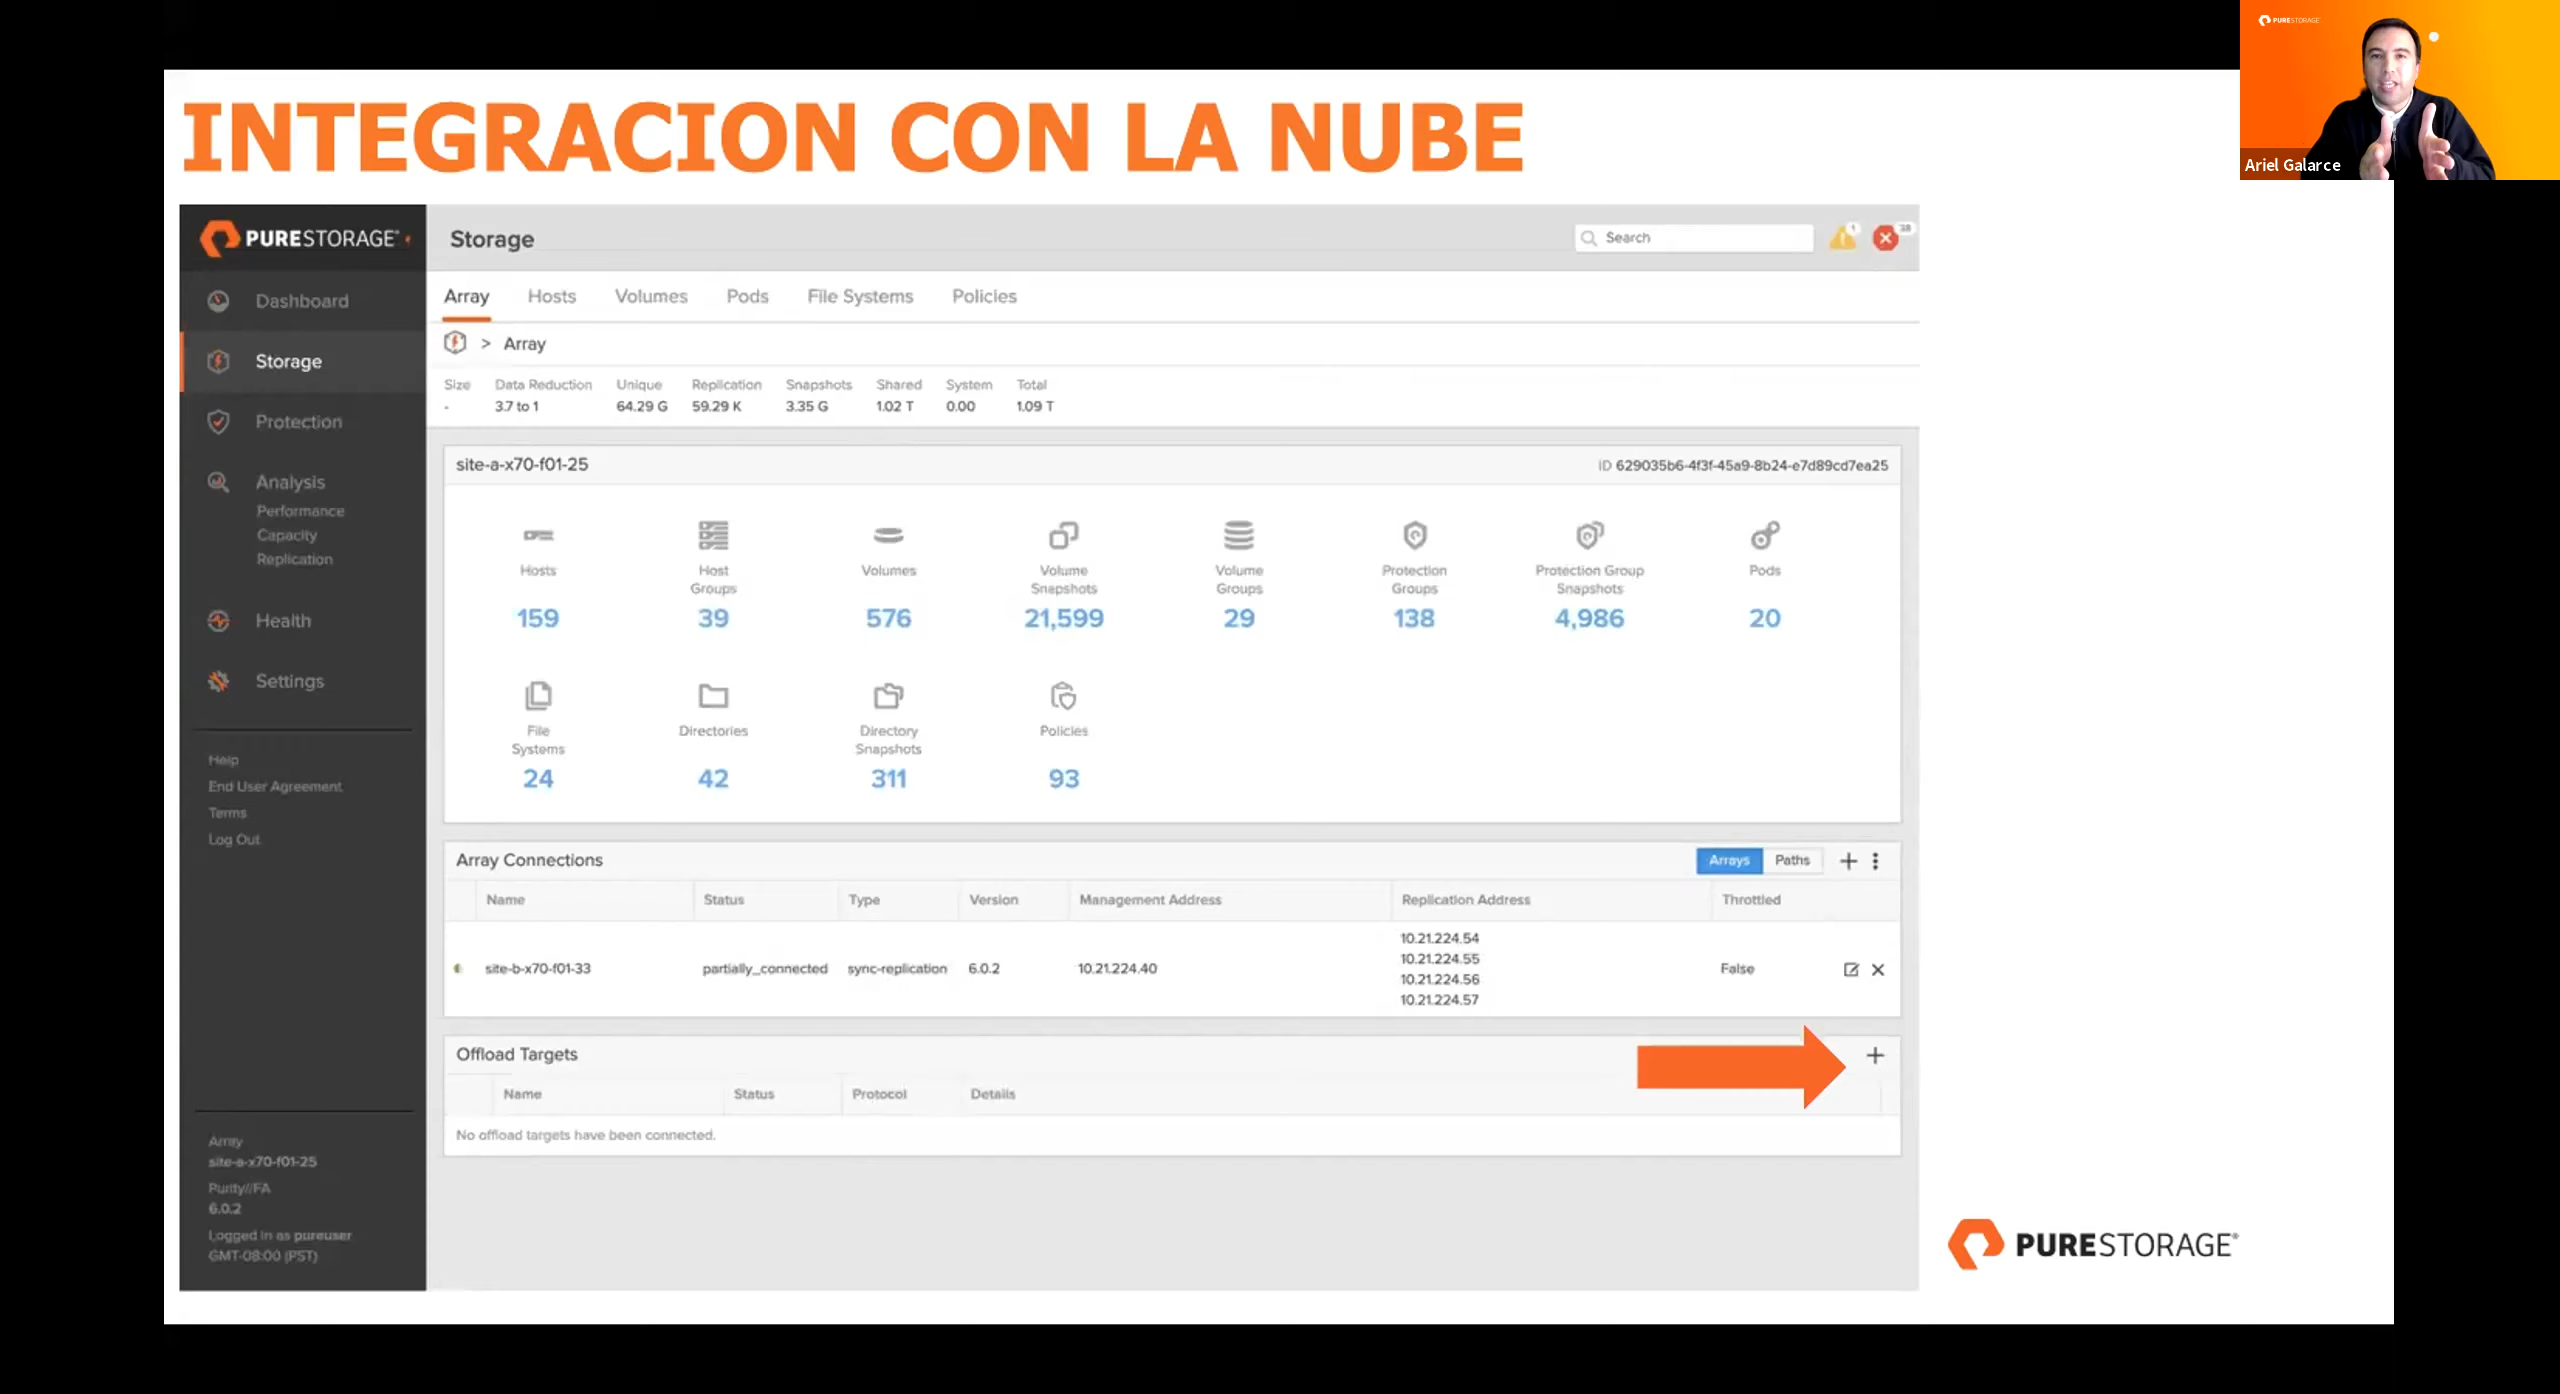 PURESTORAGE
Ariel Galarce
INTEGRACION CON LA NUBE
PURESTORAGE®
Dashboard
Storage
Protection
Analysis
Performance
Capacity
Replication
Health
Settings
Help
End User Agreement
Terms
Log Out
Array
site-a-x70-f01-25
Purity//FA
6.0.2
Logged in as pureuser
GMT-08:00 (PST)
Storage
Search
1
38
Array Hosts Volumes Pods File Systems Policies
> Array
Size Data Reduction Unique Replication Snapshots Shared System Total
- 3.7 to 1 64.29 G 59.29 K 3.35 G 1.02 T 0.00 1.09 T
site-a-x70-f01-25 ID 629035b6-4f3f-45a9-8b24-e7d89cd7ea25
Hosts
159
Host
Groups
39
Volumes
576
Volume
Snapshots
21,599
Volume
Groups
29
Protection
Groups
138
Protection Group
Snapshots
4,986
Pods
20
File
Systems
24
Directories
42
Directory
Snapshots
311
Policies
93
Array Connections Arrays Paths
Name Status Type Version Management Address Replication Address Throttled
site-b-x70-f01-33 partially_connected sync-replication 6.0.2 10.21.224.40 10.21.224.54 False
10.21.224.55
10.21.224.56
10.21.224.57
Offload Targets
Name Status Protocol Details
No offload targets have been connected.
PURESTORAGE®